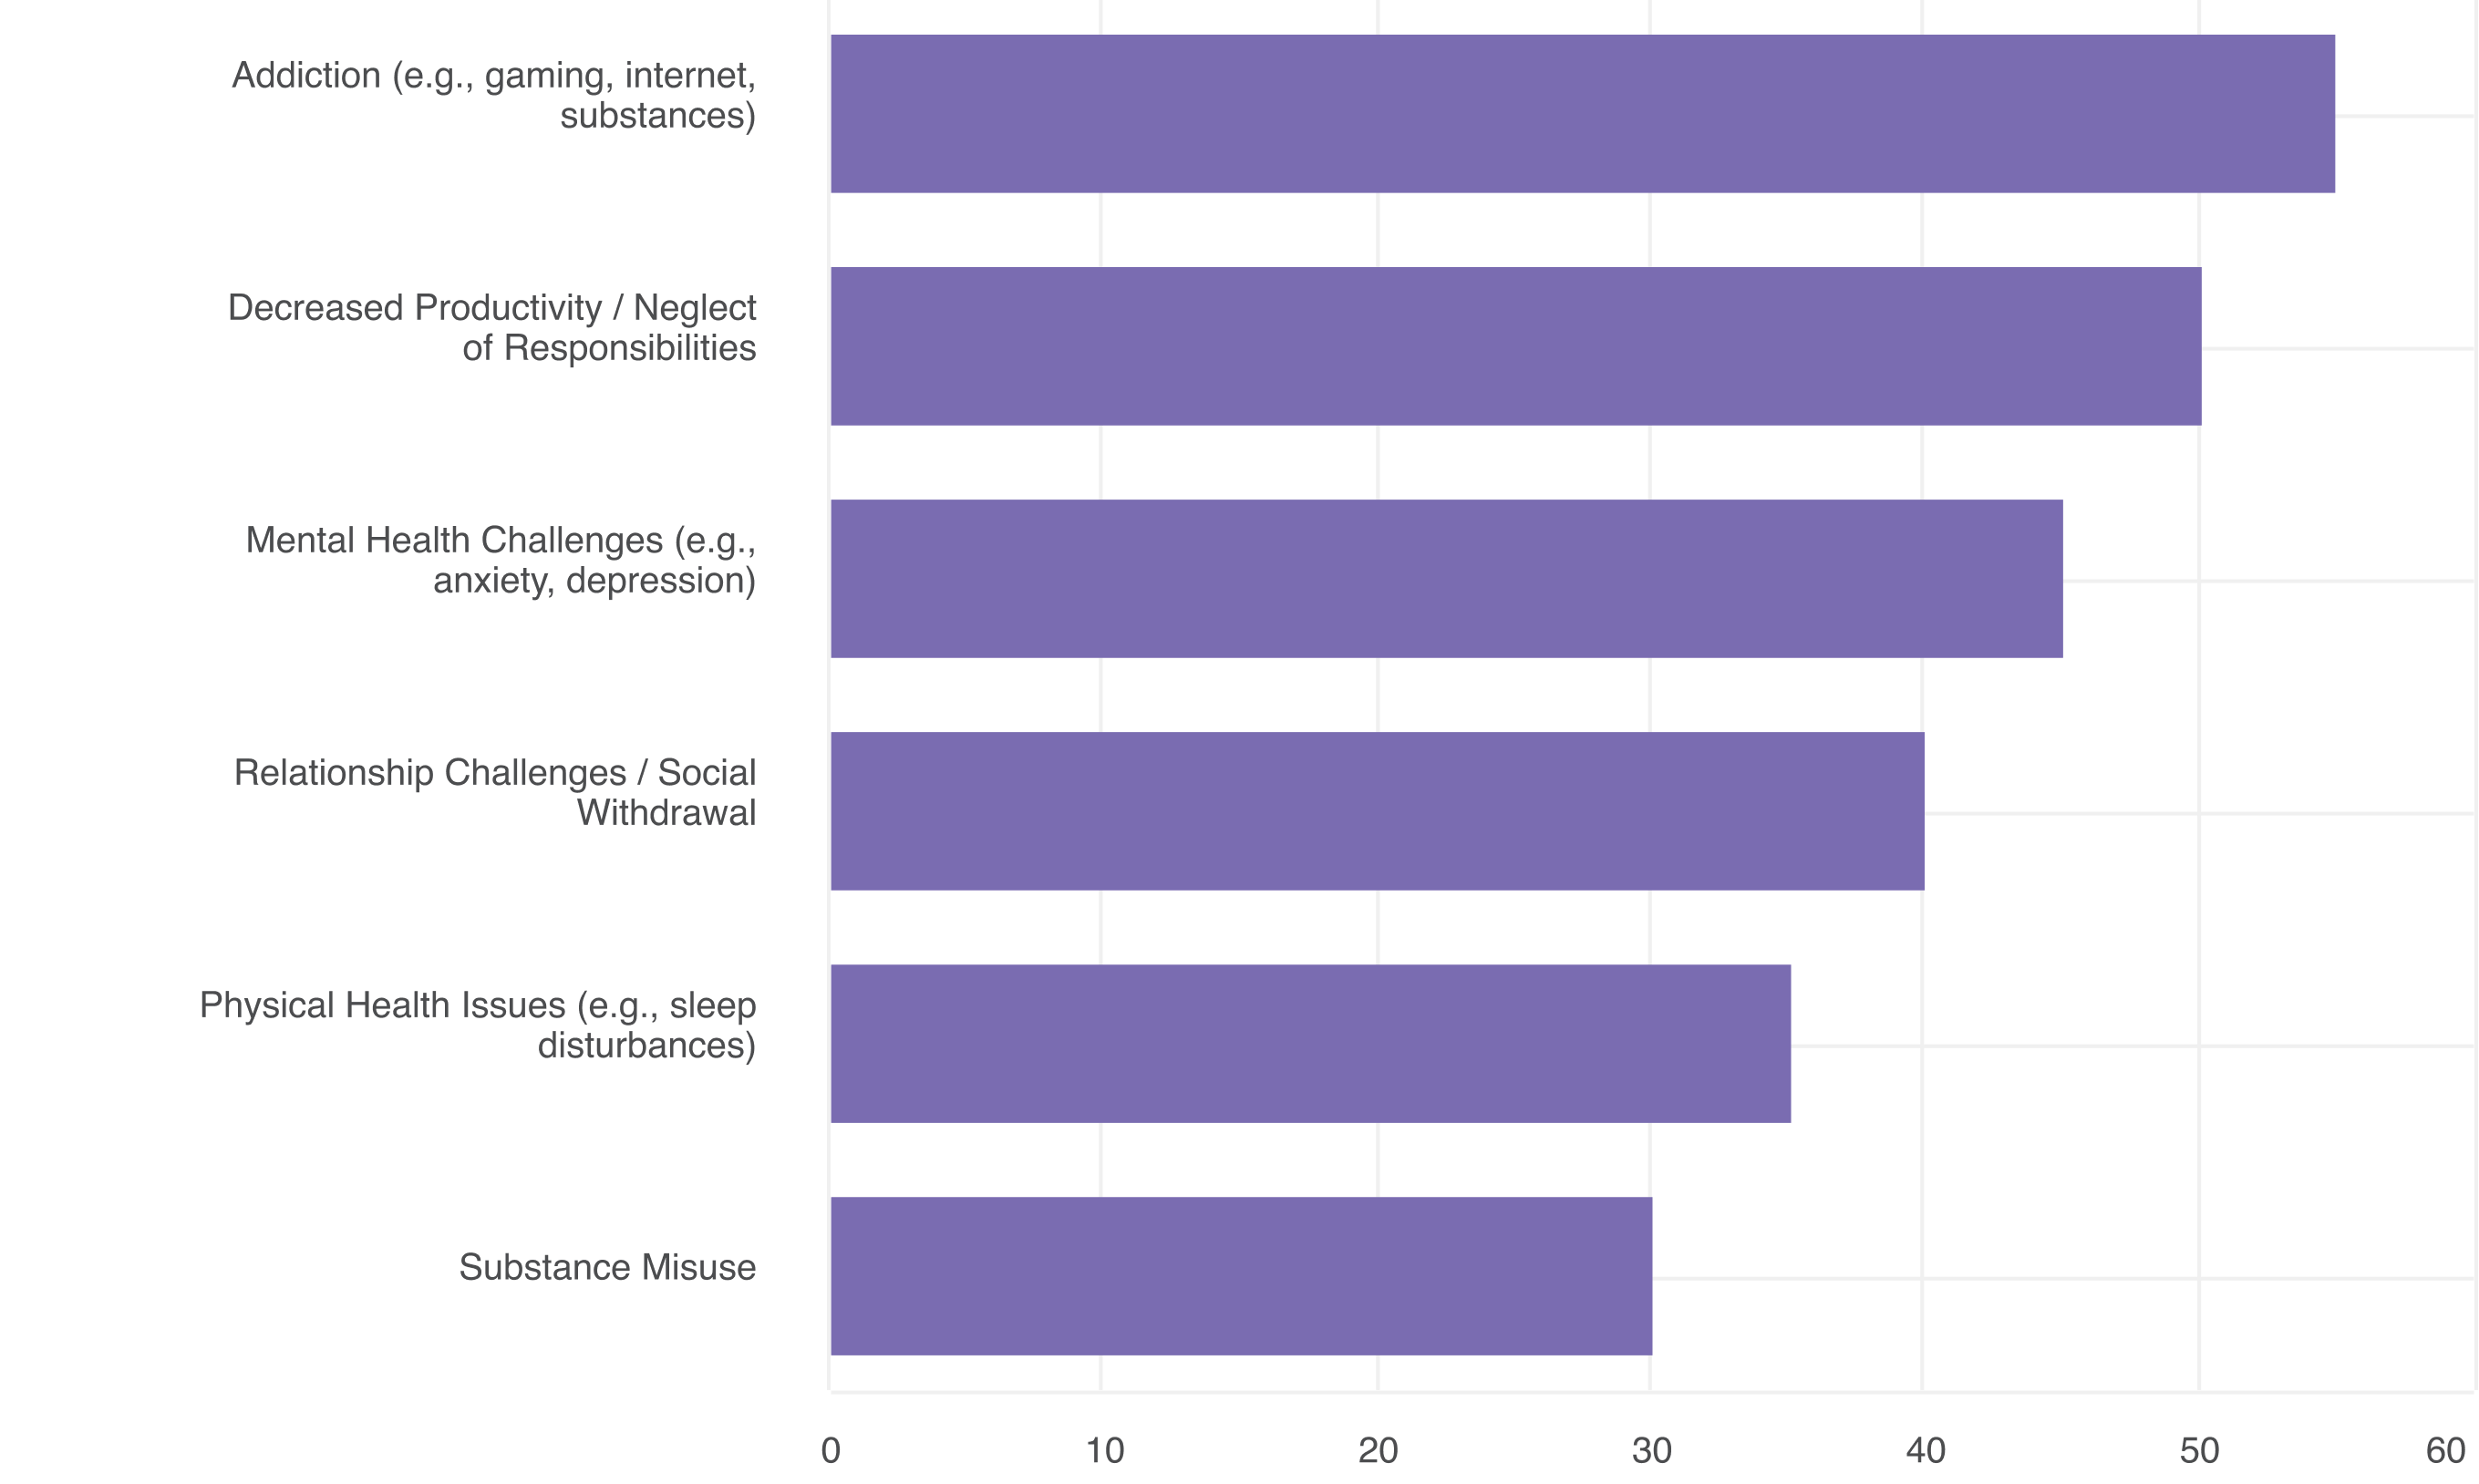 Addiction (e.g., gaming, internet,
substances)
Decreased Productivity / Neglect
of Responsibilities
Mental Health Challenges (e.g.,
anxiety, depression)
Relationship Challenges / Social
Withdrawal
Physical Health Issues (e.g., sleep
disturbances)
Substance Misuse
0 10 20 30 40 50 60